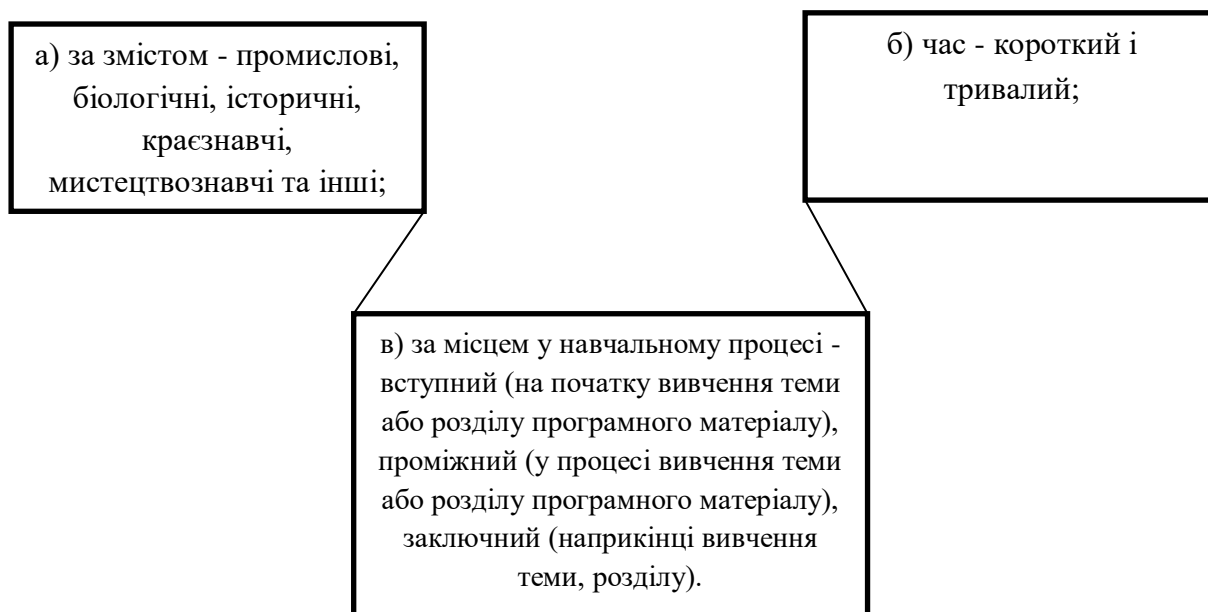 а) за змістом - промислові,
біологічні, історичні,
краєзнавчі,
мистецтвознавчі та інші;
б) час - короткий і
тривалий;
в) за місцем у навчальному процесі -
вступний (на початку вивчення теми
або розділу програмного матеріалу),
проміжний (у процесі вивчення теми
або розділу програмного матеріалу),
заключний (наприкінці вивчення
теми, розділу).